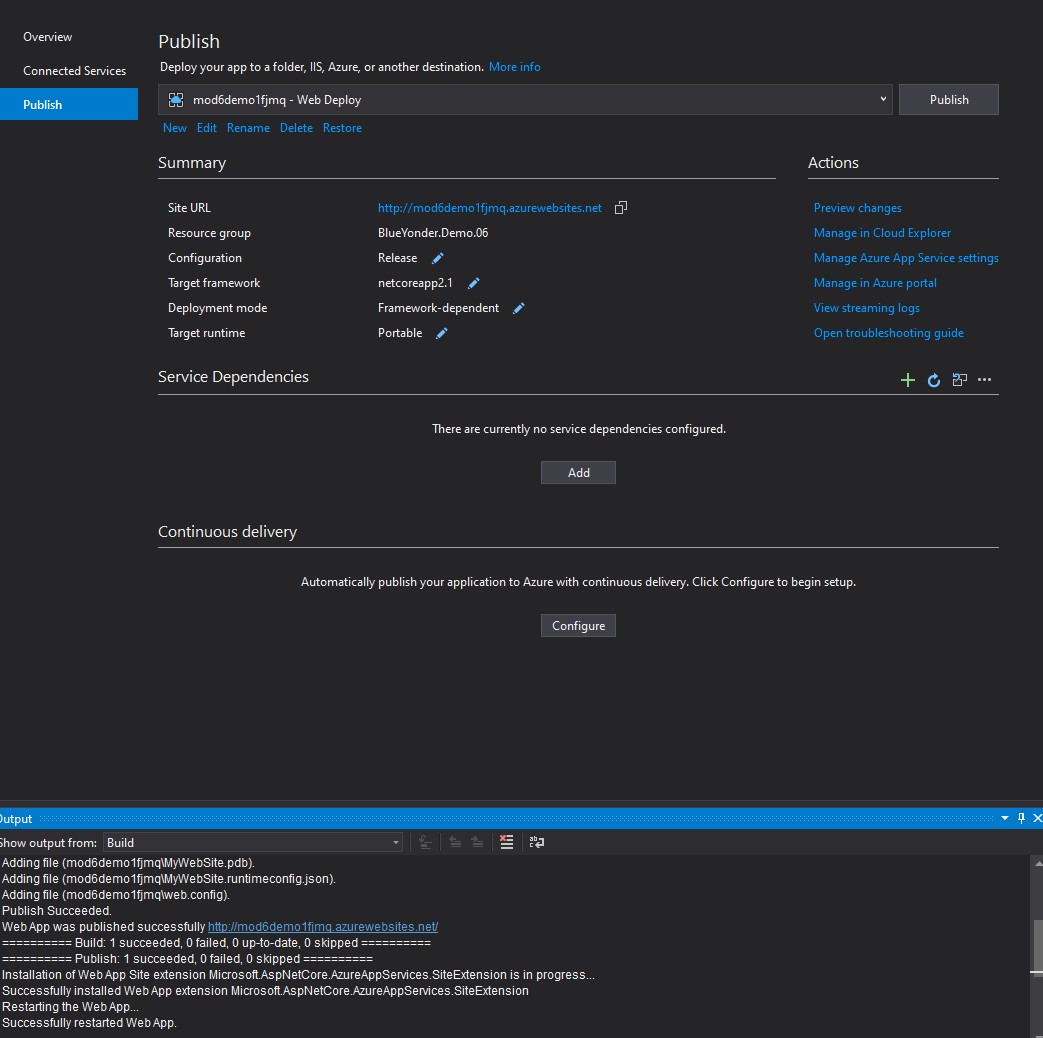 Overview
Connected Services
Publish
Publish
Deploy your app to a folder, IIS, Azure, or another destination. More info
mod6demo1fjmq - Web Deploy
Publish
New Edit Rename Delete Restore
Summary
Site URL http://mod6demo1fjmq.azurewebsites.net
Resource group BlueYonder.Demo.06
Configuration Release
Target framework netcoreapp2.1
Deployment mode Framework-dependent
Target runtime Portable
Actions
Preview changes
Manage in Cloud Explorer
Manage Azure App Service settings
Manage in Azure portal
View streaming logs
Open troubleshooting guide
Service Dependencies
There are currently no service dependencies configured.
Add
Continuous delivery
Automatically publish your application to Azure with continuous delivery. Click Configure to begin setup.
Configure
Output
Show output from: Build
Adding file (mod6demo1fjmq\MyWebSite.pdb).
Adding file (mod6demo1fjmq\MyWebSite.runtimeconfig.json).
Adding file (mod6demo1fjmq\web.config).
Publish Succeeded.
Web App was published successfully http://mod6demo1fjmq.azurewebsites.net/
========== Build: 1 succeeded, 0 failed, 0 up-to-date, 0 skipped ==========
========== Publish: 1 succeeded, 0 failed, 0 skipped ==========
Installation of Web App Site extension Microsoft.AspNetCore.AzureAppServices.SiteExtension is in progress...
Successfully installed Web App extension Microsoft.AspNetCore.AzureAppServices.SiteExtension
Restarting the Web App...
Successfully restarted Web App.